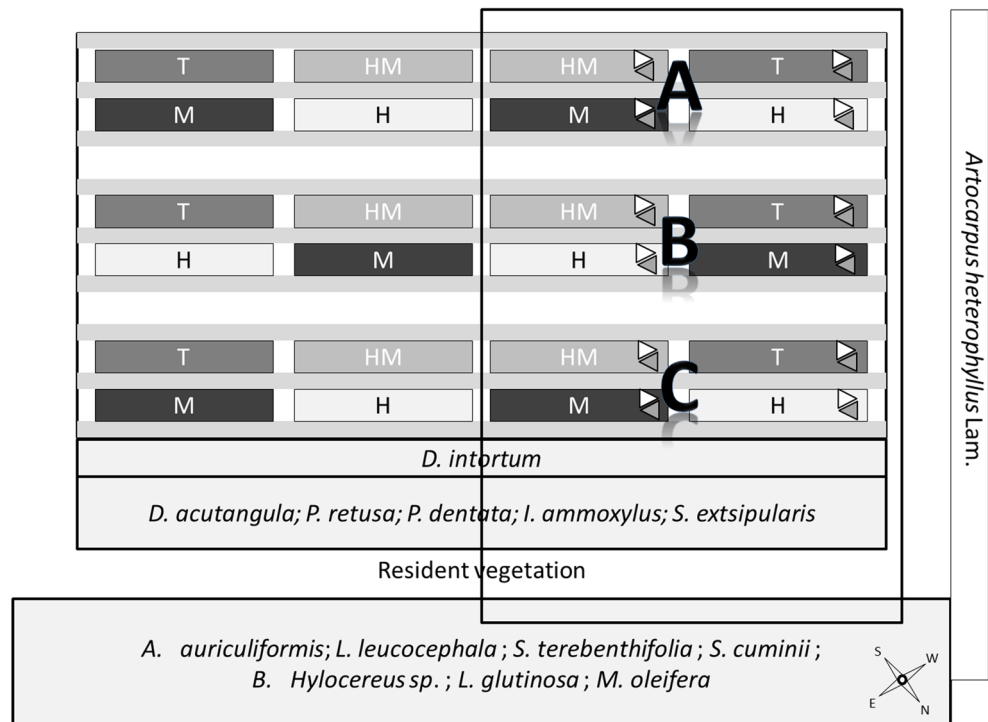 T HM HM T
A
M H M H
T HM HM T
B
H M H M
T HM HM T
C
M H M H
D. intortum
D. acutangula; P. retusa; P. dentata; I. ammoxylus; S. extsipularis
Resident vegetation
A. auriculiformis; L. leucocephala ; S. terebenthifolia ; S. cuminii ;
B. Hylocereus sp. ; L. glutinosa ; M. oleifera
Artocarpus heterophyllus Lam.
S W
E N